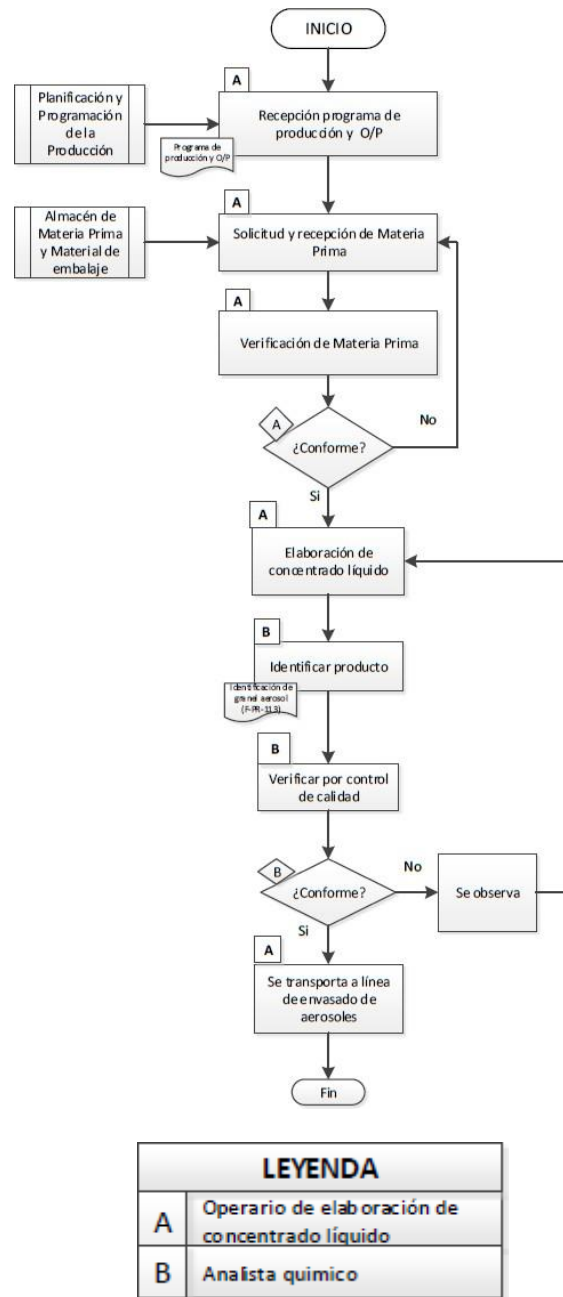 INICIO
A
Planificación y
Programación
de la
Producción
Recepción programa de
producción y O/P
Programa de
producción y O/P
A
Almacén de
Materia Prima
y Material de
embalaje
Solicitud y recepción de Materia
Prima
A
Verificación de Materia Prima
A
¿Conforme?
No
Si
A
Elaboración de
concentrado líquido
B
Identificar producto
Identificación de
granel aerosol
(F-PR-113)
B
Verificar por control
de calidad
B
¿Conforme?
No
Se observa
Si
A
Se transporta a línea
de envasado de
aerosoles
Fin
LEYENDA
A
Operario de elaboración de
concentrado líquido
B
Analista quimico